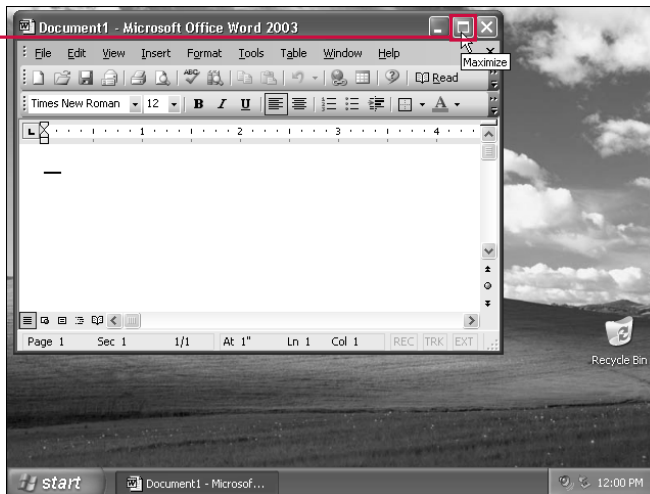 Document1 - Microsoft Office Word 2003
File Edit View Insert Format Tools Table Window Help
Maximize
Read
Times New Roman 12 B I U A
1 2 3 4
Page 1 Sec 1 1/1 At 1" Ln 1 Col 1 REC TRK EXT
Recycle Bin
start Document1 - Microsof... 12:00 PM